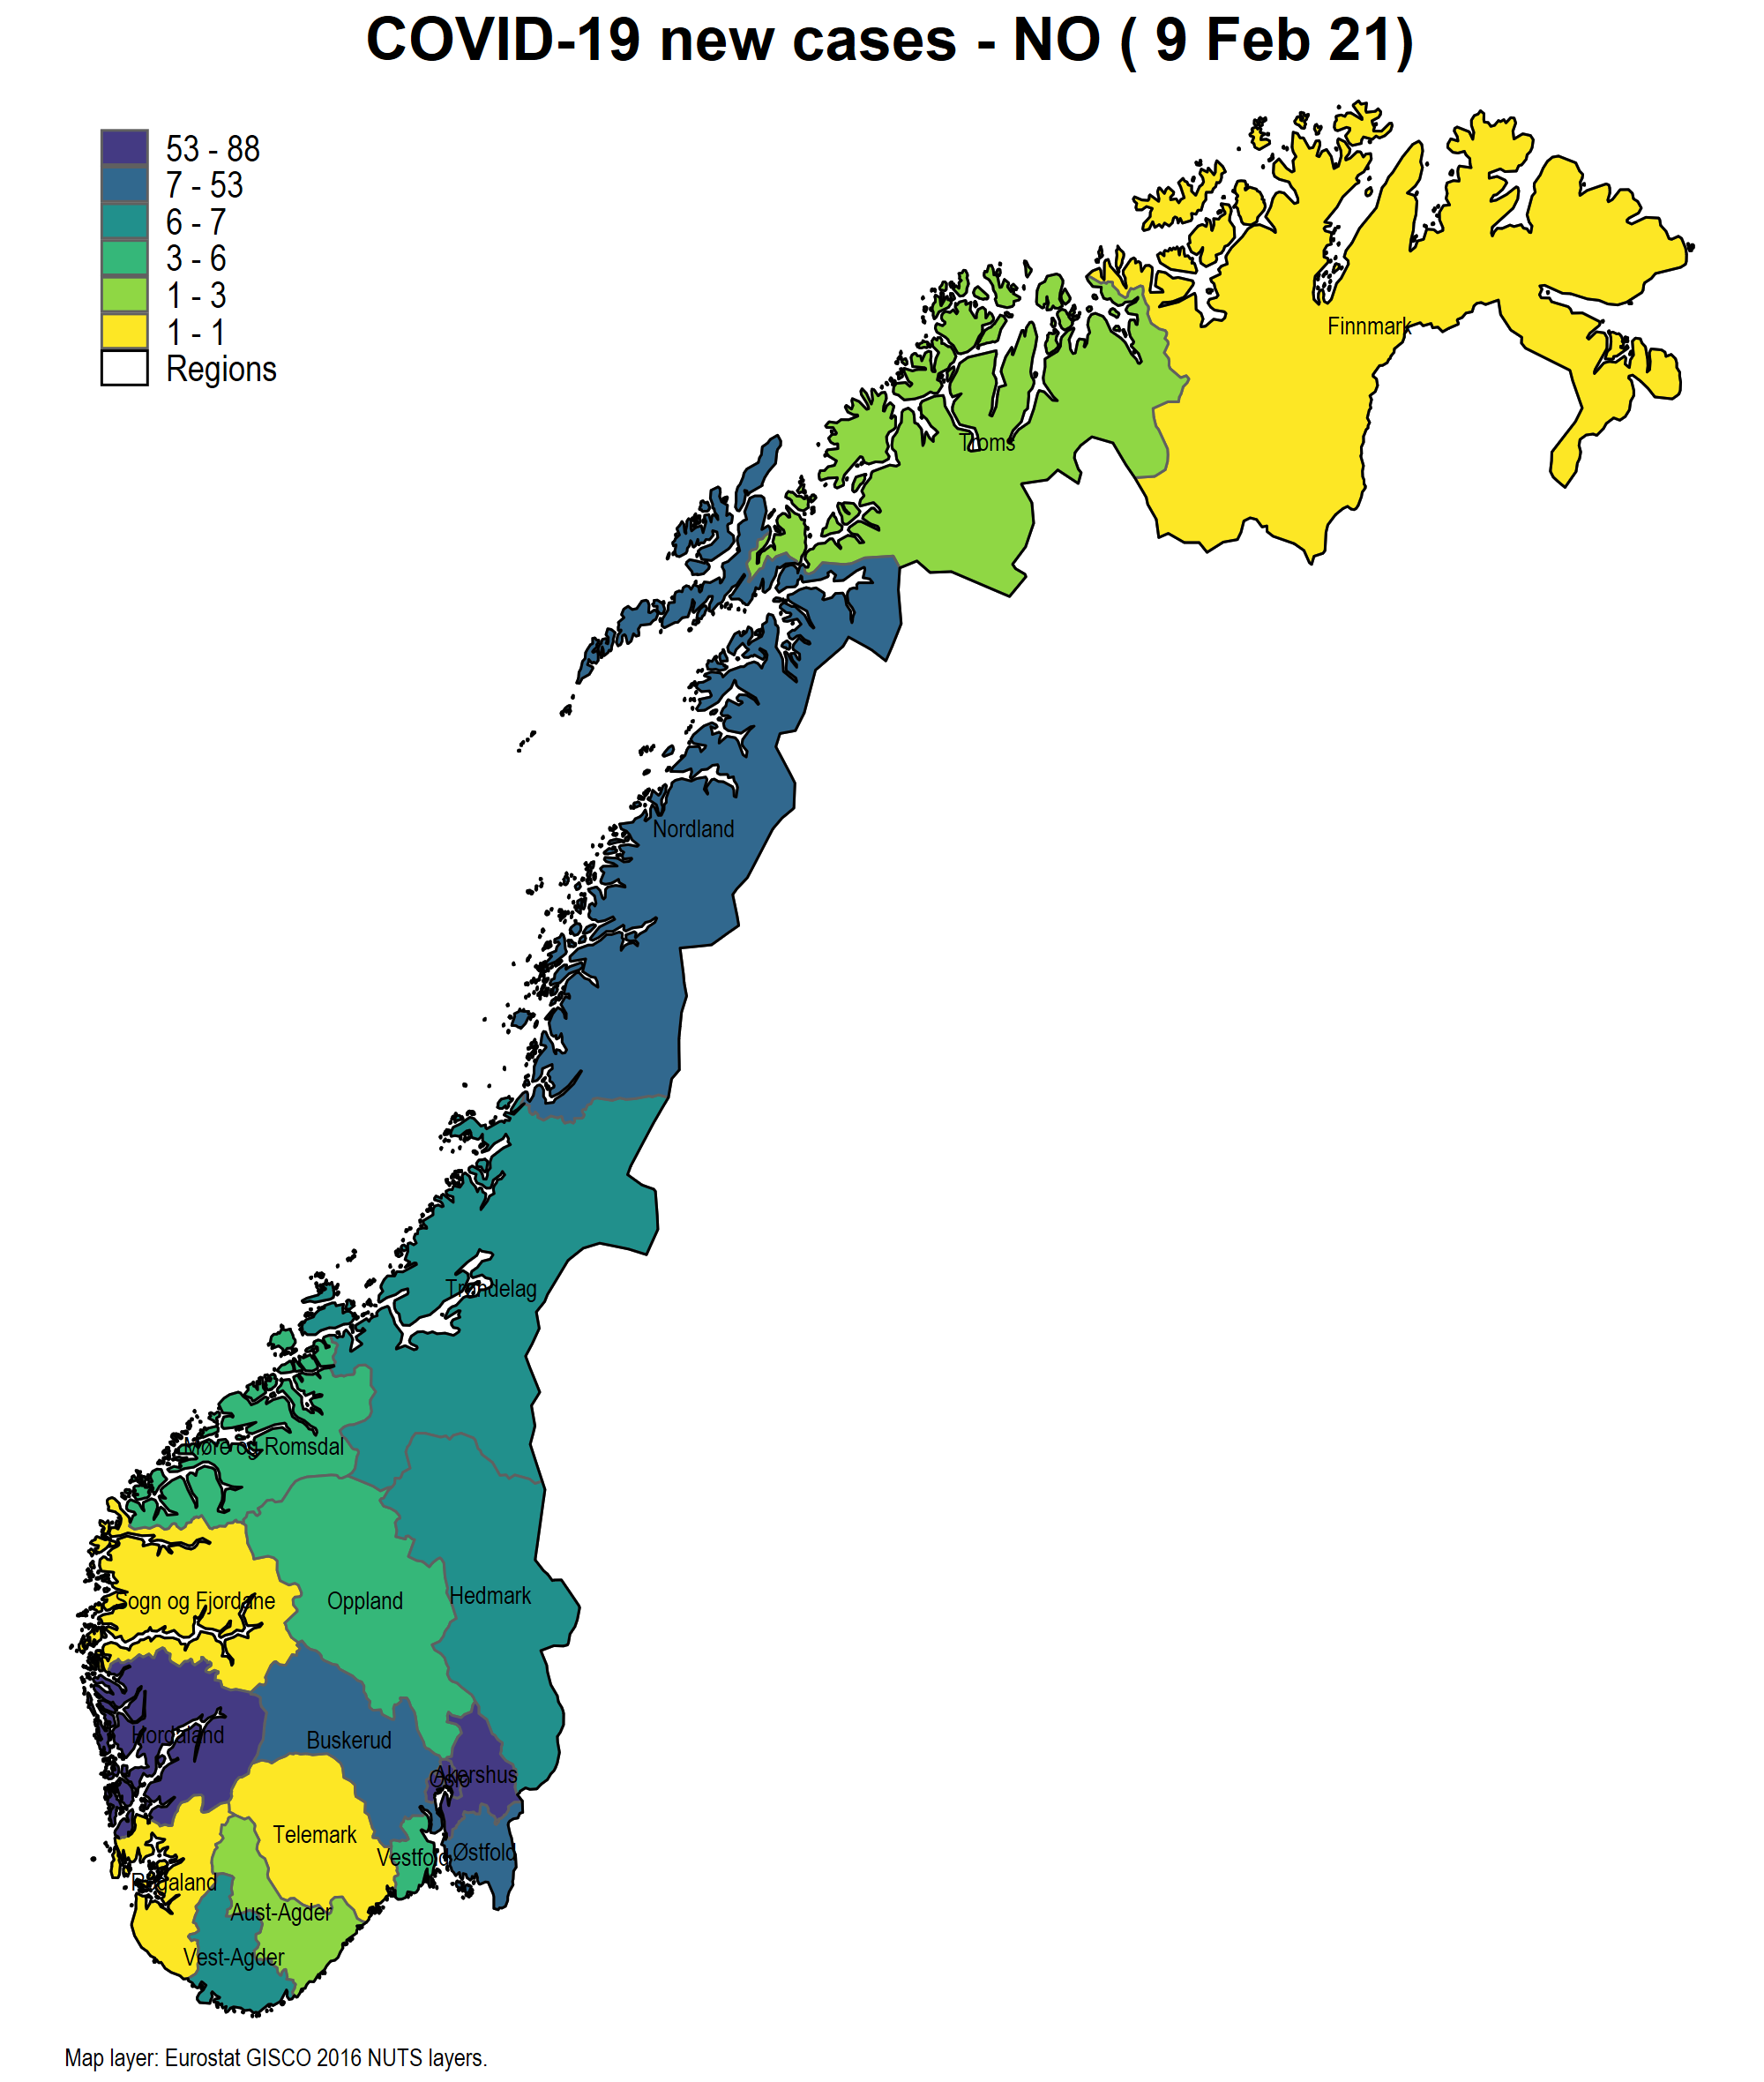 COVID-19 new cases - NO ( 9 Feb 21)
53 - 88
7 - 53
6 - 7
3 - 6
1 - 3
1 - 1
Regions
Finnmark
Troms
Nordland
Trøndelag
Møre og Romsdal
Sogn og Fjordane
Oppland
Hedmark
Hordaland
Buskerud
Oslo
Akershus
Telemark
Vestfold
Østfold
Rogaland
Aust-Agder
Vest-Agder
Map layer: Eurostat GISCO 2016 NUTS layers.